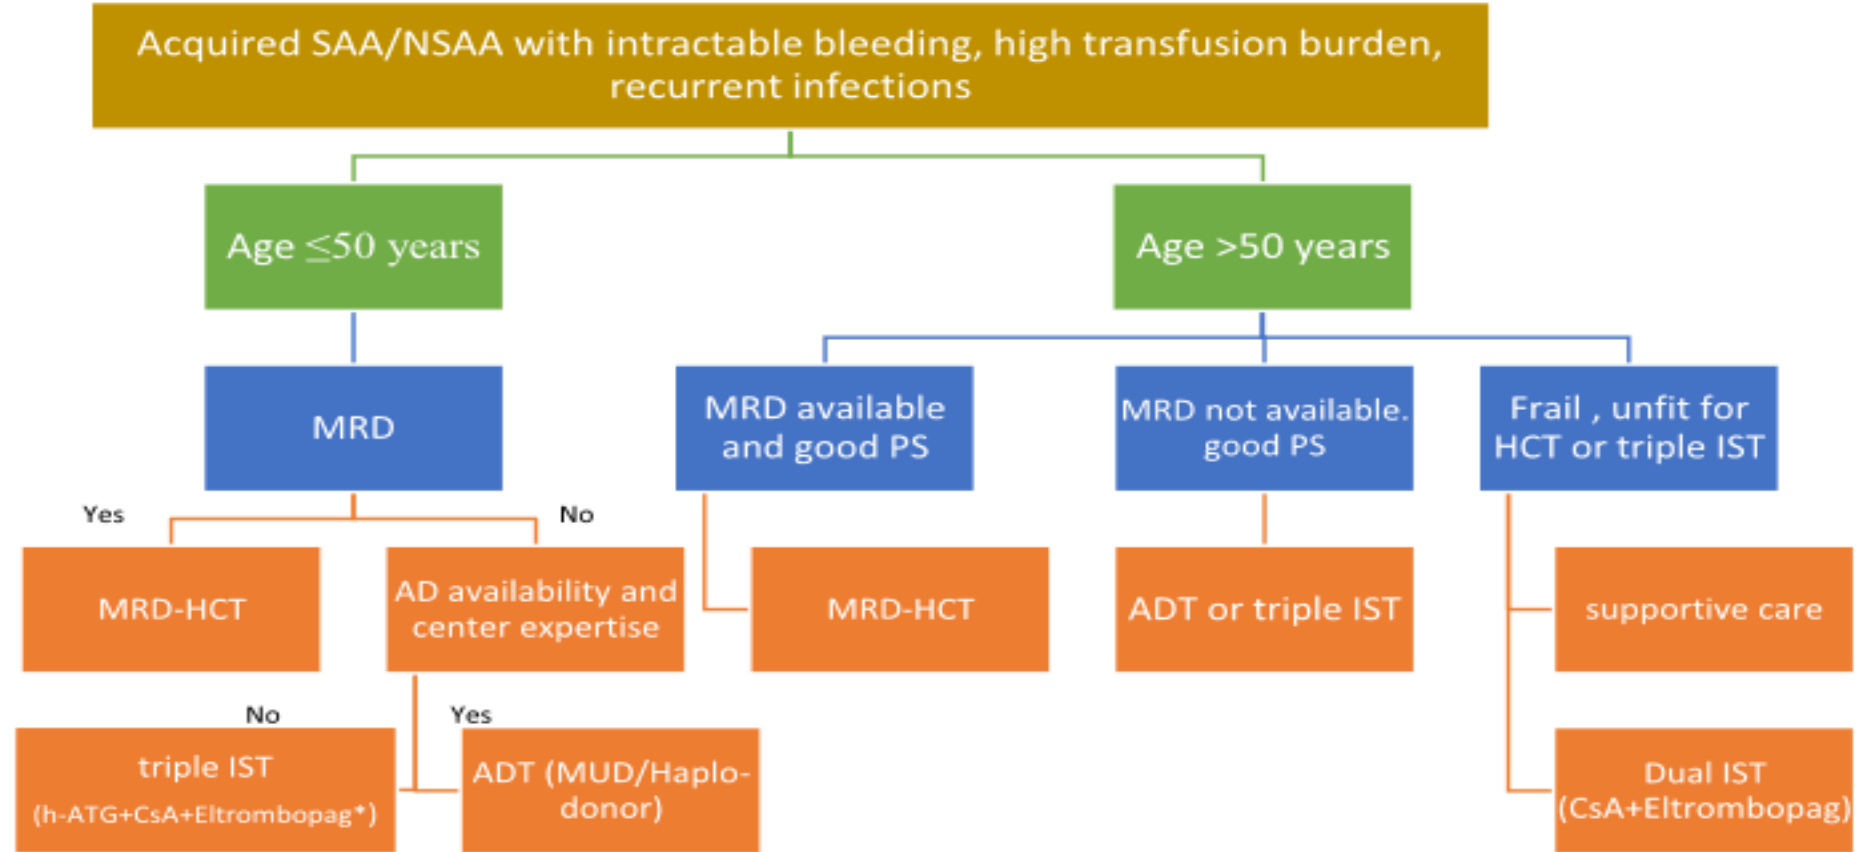 Acquired SAA/NSAA with intractable bleeding, high transfusion burden,
recurrent infections
Age ≤50 years
Age >50 years
MRD
MRD available
and good PS
MRD not available.
good PS
Frail , unfit for
HCT or triple IST
Yes
No
MRD-HCT
AD availability and
center expertise
MRD-HCT
ADT or triple IST
supportive care
No
Yes
triple IST
(h-ATG+CsA+Eltrombopag*)
ADT (MUD/Haplo-
donor)
Dual IST
(CsA+Eltrombopag)